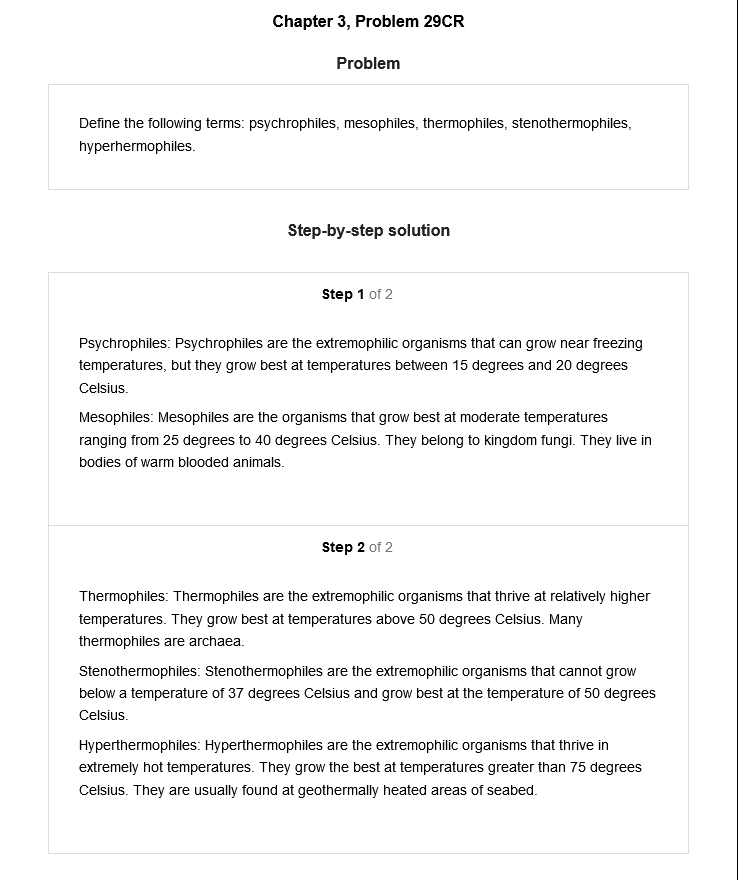 Chapter 3, Problem 29CR
Problem
Define the following terms: psychrophiles, mesophiles, thermophiles, stenothermophiles,
hyperhermophiles.
Step-by-step solution
Step 1 of 2
Psychrophiles: Psychrophiles are the extremophilic organisms that can grow near freezing
temperatures, but they grow best at temperatures between 15 degrees and 20 degrees
Celsius.
Mesophiles: Mesophiles are the organisms that grow best at moderate temperatures
ranging from 25 degrees to 40 degrees Celsius. They belong to kingdom fungi. They live in
bodies of warm blooded animals.
Step 2 of 2
Thermophiles: Thermophiles are the extremophilic organisms that thrive at relatively higher
temperatures. They grow best at temperatures above 50 degrees Celsius. Many
thermophiles are archaea.
Stenothermophiles: Stenothermophiles are the extremophilic organisms that cannot grow
below a temperature of 37 degrees Celsius and grow best at the temperature of 50 degrees
Celsius.
Hyperthermophiles: Hyperthermophiles are the extremophilic organisms that thrive in
extremely hot temperatures. They grow the best at temperatures greater than 75 degrees
Celsius. They are usually found at geothermally heated areas of seabed.